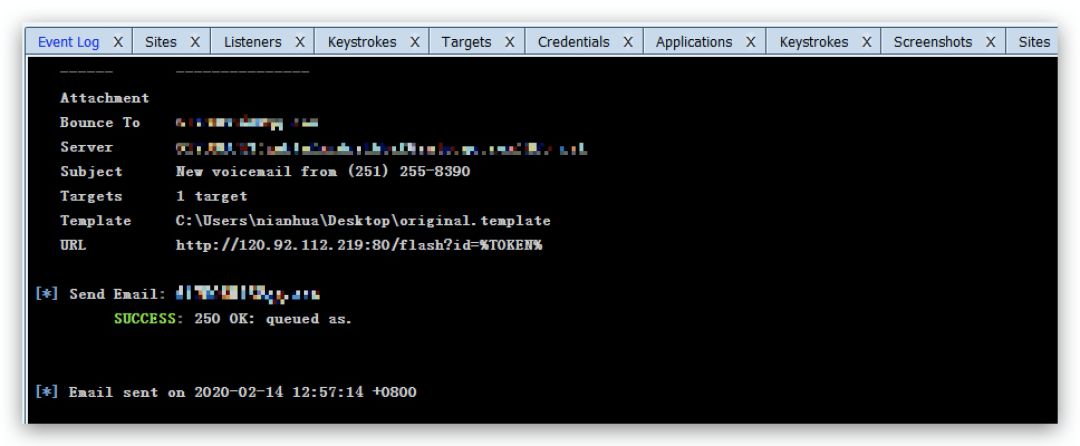 Event Log X Sites X Listeners X Keystrokes X Targets X Credentials X Applications X Keystrokes X Screenshots X Sites
Attachment
Bounce To
Server
Subject New voicemail from (251) 255-8390
Targets 1 target
Template C:\Users\nianhua\Desktop\original.template
URL http://120.92.112.219:80/flash?id=%TOKEN%
[*] Send Email:
SUCCESS: 250 OK: queued as.
[*] Email sent on 2020-02-14 12:57:14 +0800